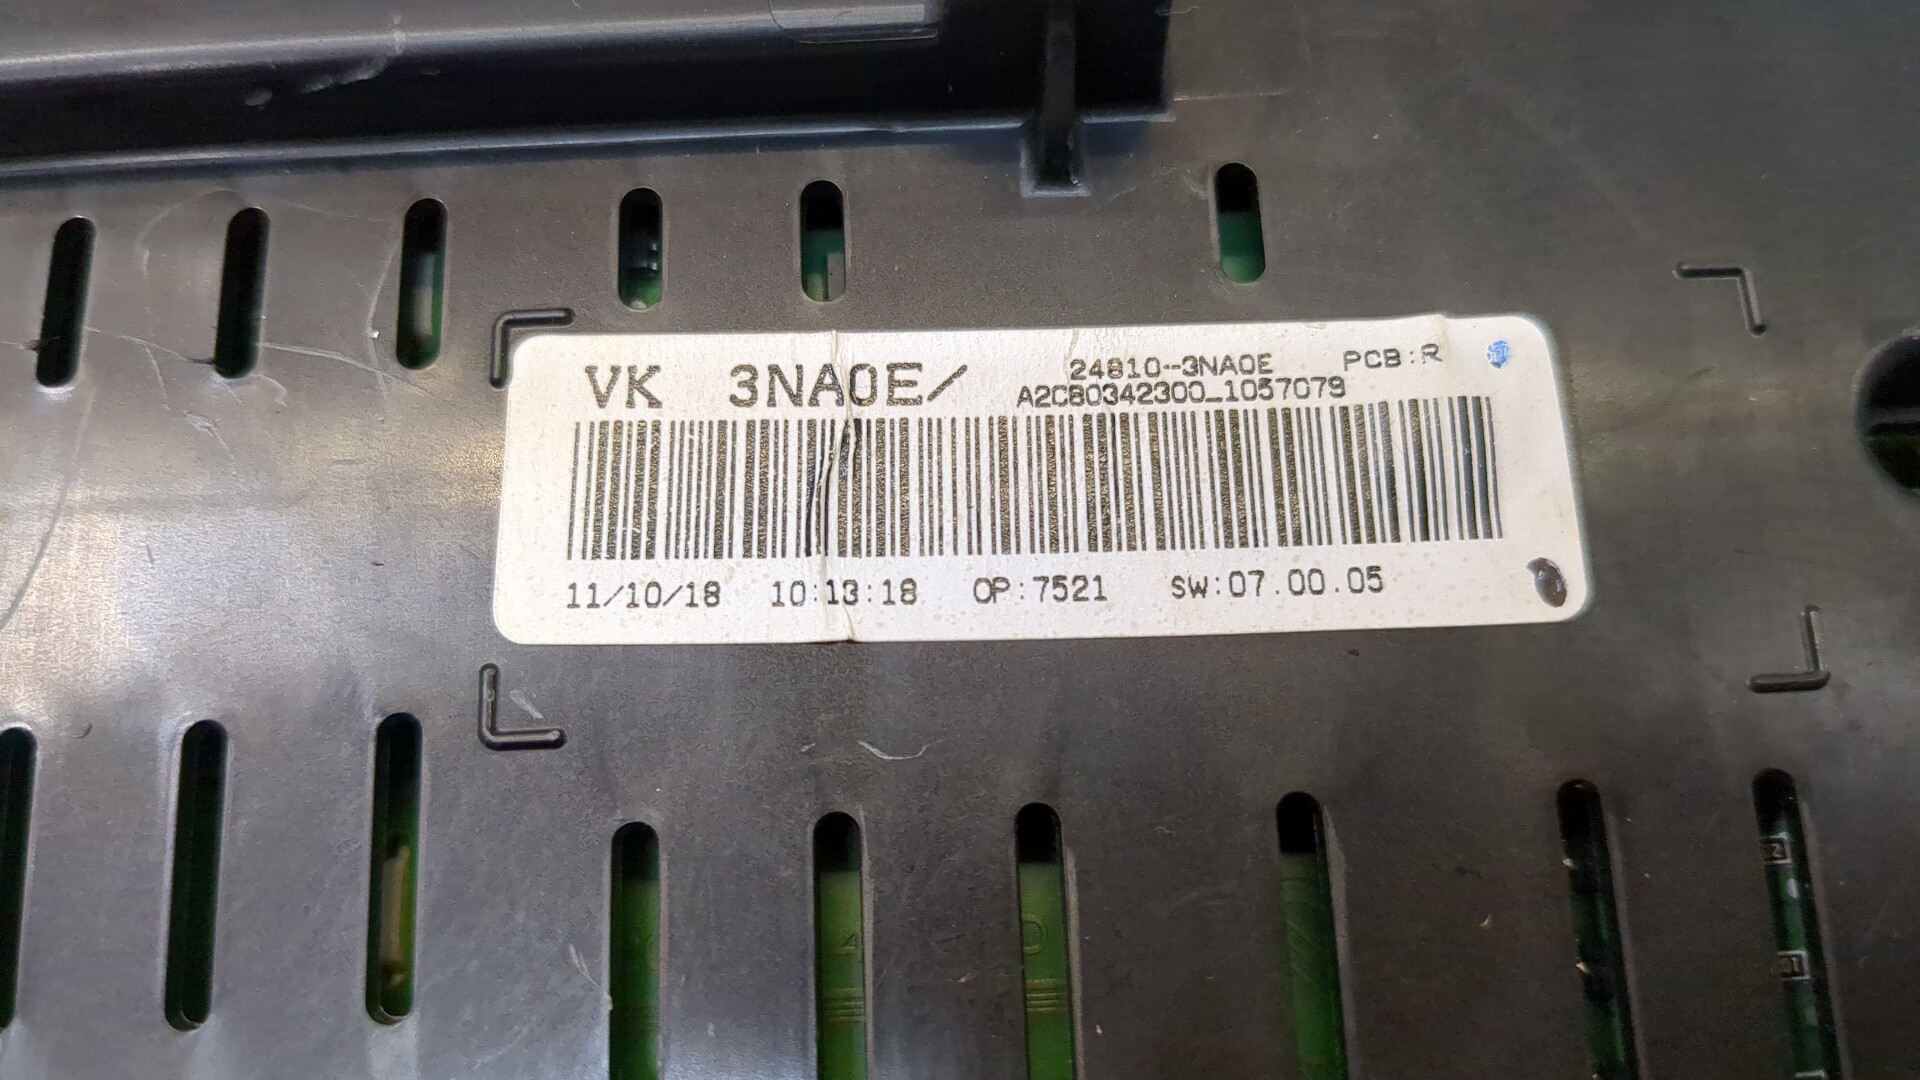 VK 3NA0E/
24810--3NA0E PCB:R
A2C80342300_1057079
11/10/18 10:13:18 OP:7521 SW:07.00.05